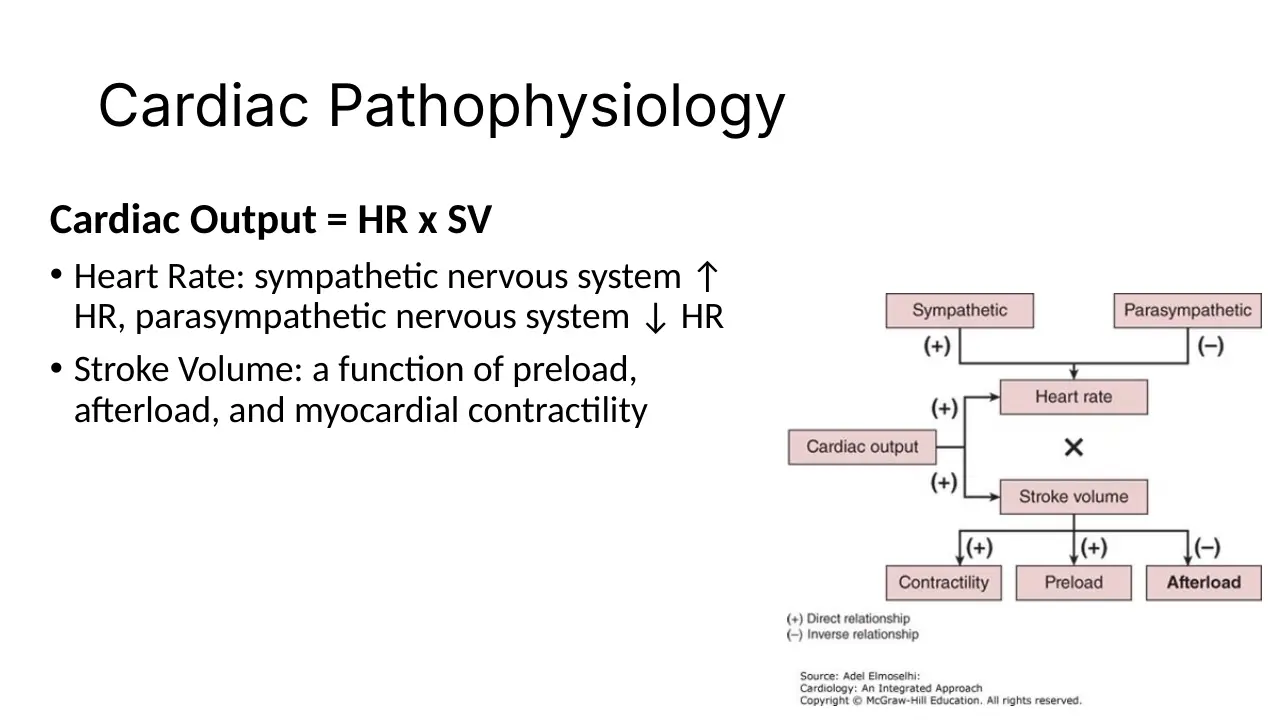 Cardiac Pathophysiology
Cardiac Output = HR x SV
• Heart Rate: sympathetic nervous system ↑
HR, parasympathetic nervous system ↓ HR
• Stroke Volume: a function of preload,
afterload, and myocardial contractility
Sympathetic
Parasympathetic
(+)
(–)
Heart rate
(+)
Cardiac output
×
(+)
Stroke volume
(+)
(+)
(–)
Contractility
Preload
Afterload
(+) Direct relationship
(–) Inverse relationship
Source: Adel Elmoselhi:
Cardiology: An Integrated Approach
Copyright © McGraw-Hill Education. All rights reserved.